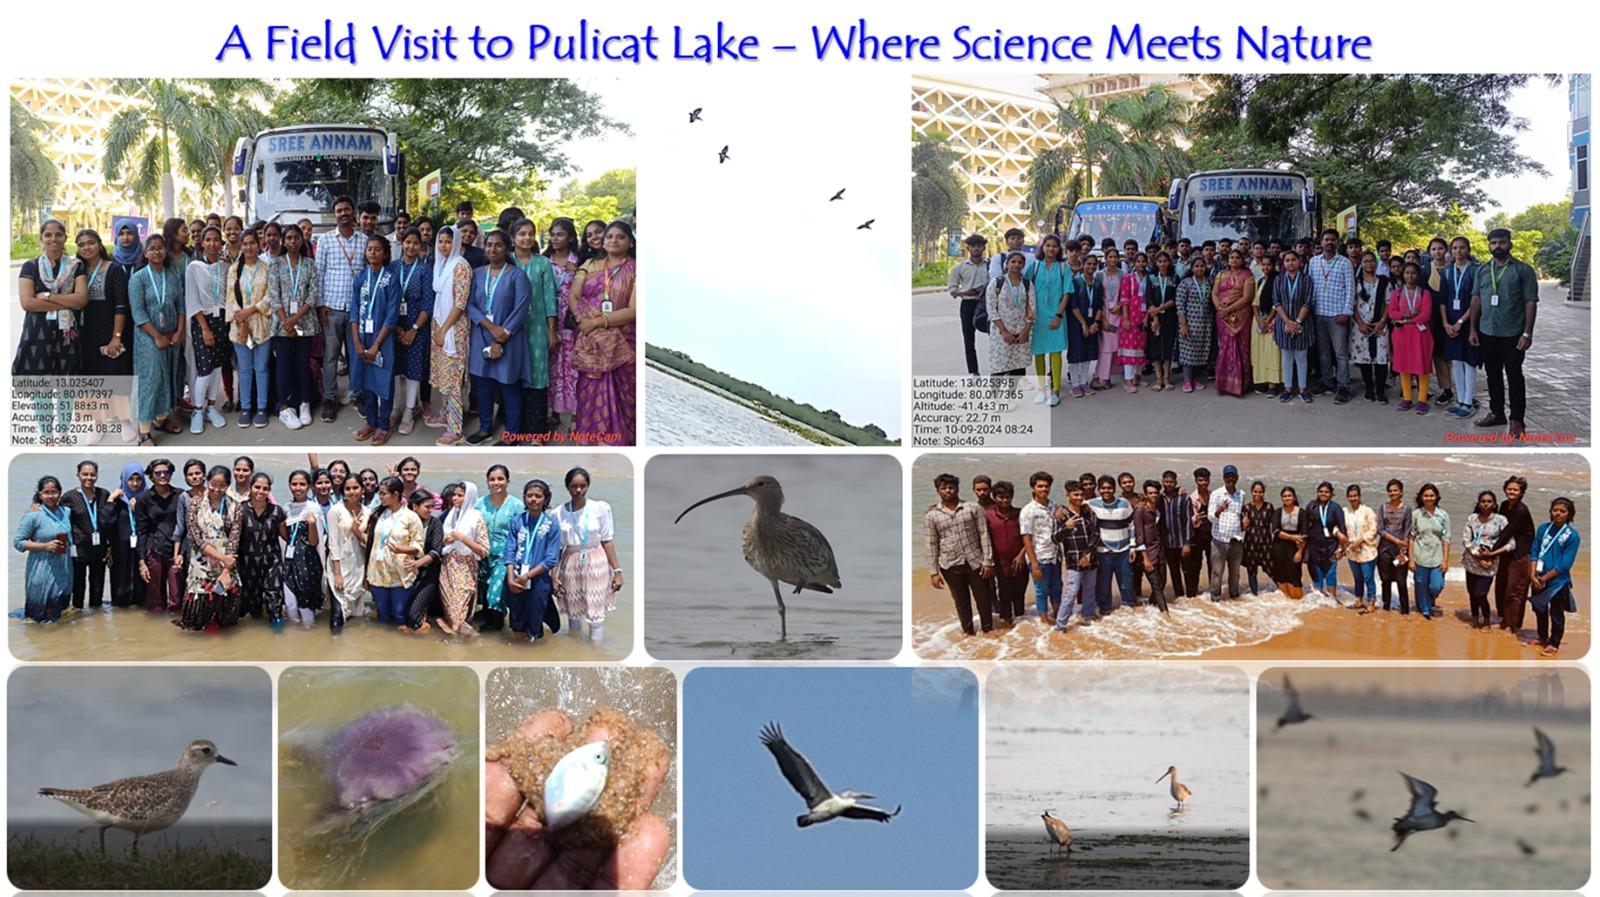 A Field Visit to Pulicat Lake – Where Science Meets Nature
SREE ANNAM
Latitude: 13.025407
Longitude: 80.017397
Elevation: 51.88±3 m
Accuracy: 13.3 m
Time: 10-09-2024 08:28
Note: Spic463
Powered by NoteCam
SAVEETHA
SREE ANNAM
Latitude: 13.025395
Longitude: 80.017365
Altitude: -41.4±3 m
Accuracy: 22.7 m
Time: 10-09-2024 08:24
Note: Spic463
Powered by NoteCam